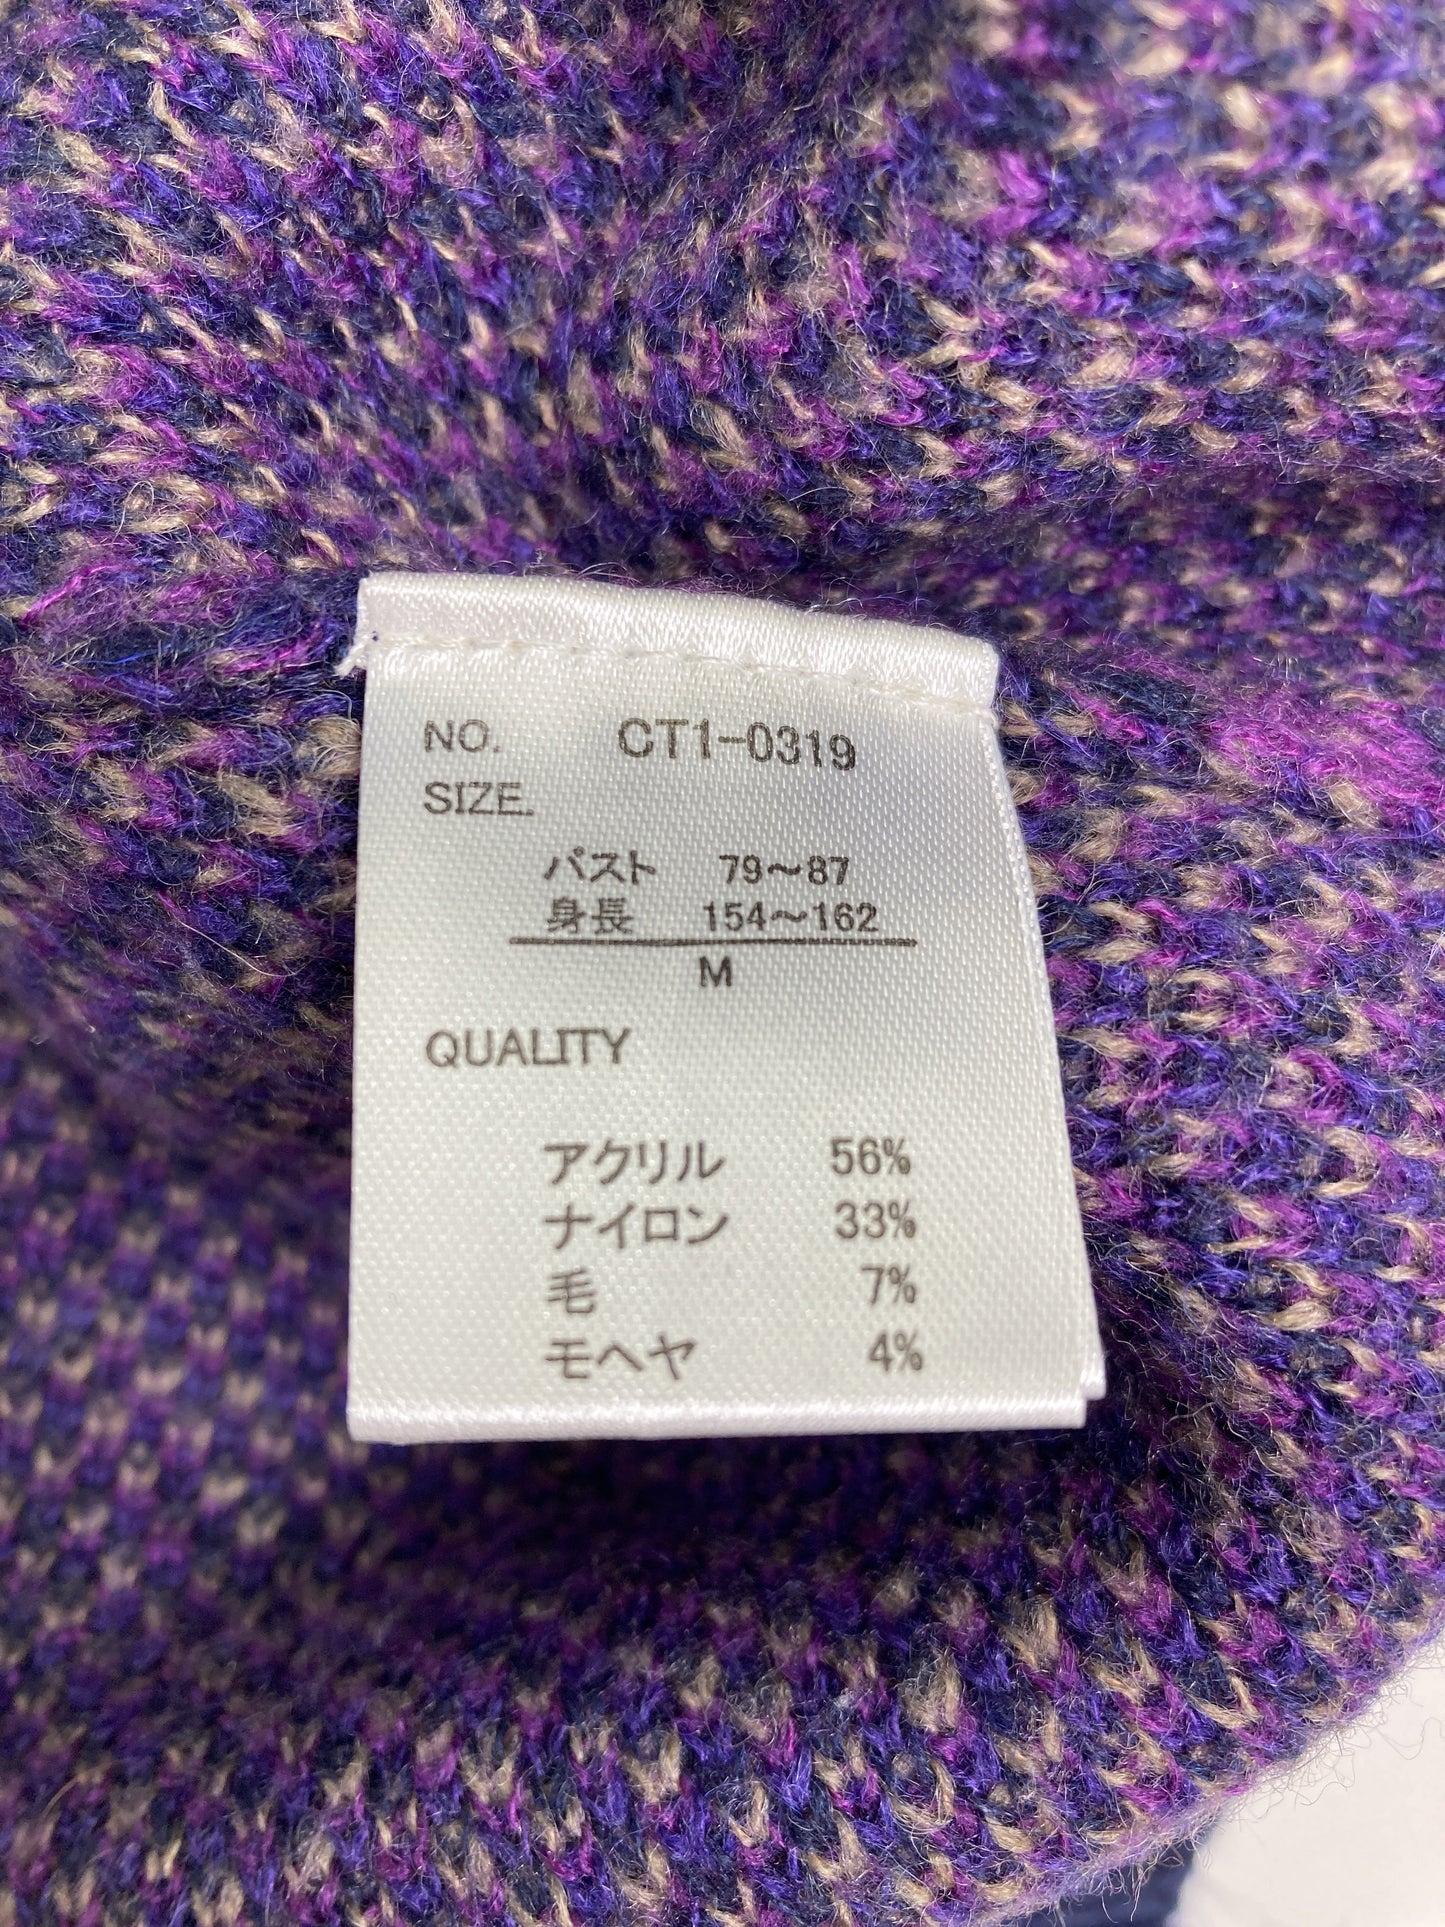 NO. CT1-0319
SIZE.
バスト 79～87
身長 154～162
M
QUALITY
アクリル 56%
ナイロン 33%
毛 7%
モヘヤ 4%